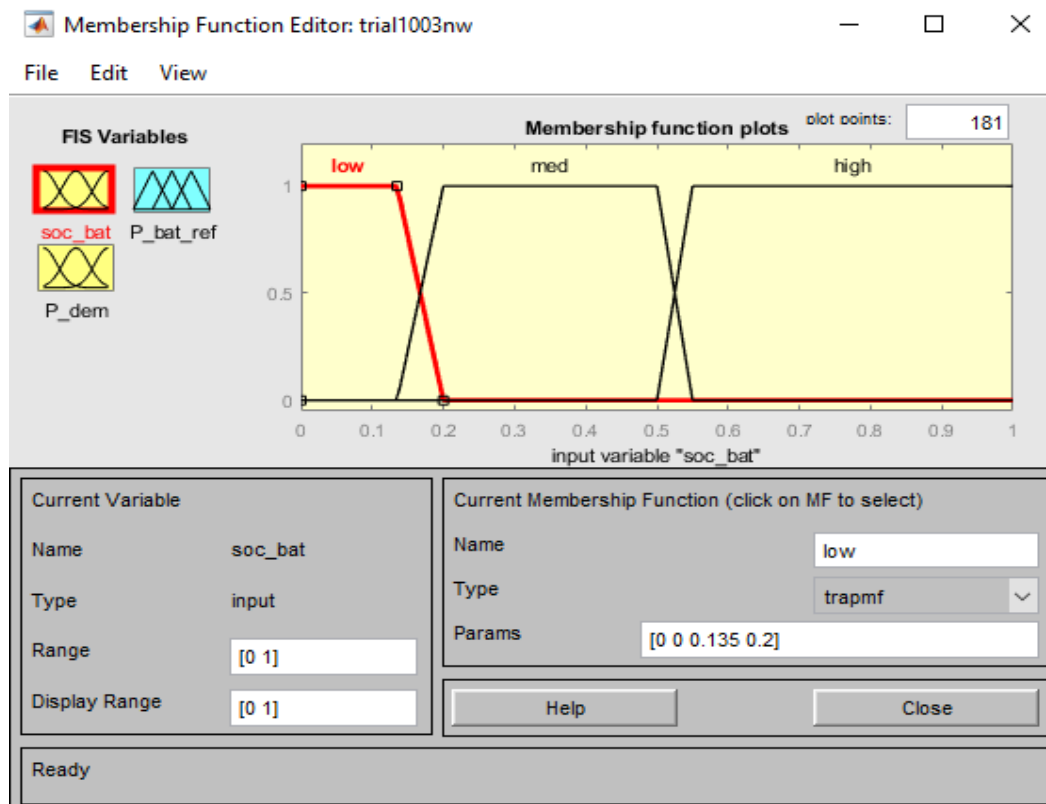 Membership Function Editor: trial1003nw
File Edit View
FIS Variables
soc_bat P_bat_ref
P_dem
Membership function plots plot points: 181
low med high
1
0.5
0
0 0.1 0.2 0.3 0.4 0.5 0.6 0.7 0.8 0.9 1
input variable "soc_bat"
Current Variable
Name soc_bat
Type input
Range [0 1]
Display Range [0 1]
Current Membership Function (click on MF to select)
Name low
Type trapmf
Params [0 0 0.135 0.2]
Help Close
Ready